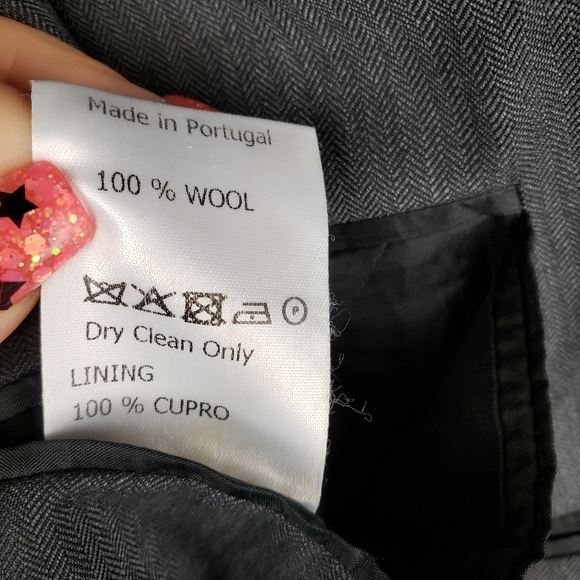 Made in Portugal
100 % WOOL
P
Dry Clean Only
LINING
100 % CUPRO